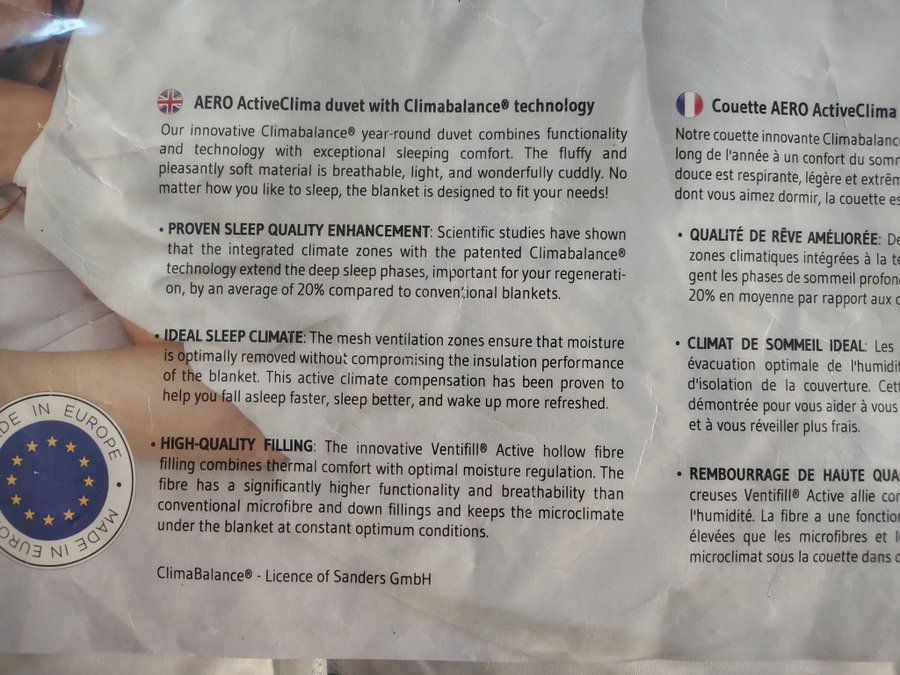 AERO ActiveClima duvet with Climabalance® technology
Our innovative Climabalance® year-round duvet combines functionality
and technology with exceptional sleeping comfort. The fluffy and
pleasantly soft material is breathable, light, and wonderfully cuddly. No
matter how you like to sleep, the blanket is designed to fit your needs!
• PROVEN SLEEP QUALITY ENHANCEMENT: Scientific studies have shown
that the integrated climate zones with the patented Climabalance®
technology extend the deep sleep phases, important for your regenerati-
on, by an average of 20% compared to conventional blankets.
• IDEAL SLEEP CLIMATE: The mesh ventilation zones ensure that moisture
is optimally removed without compromising the insulation performance
of the blanket. This active climate compensation has been proven to
help you fall asleep faster, sleep better, and wake up more refreshed.
• HIGH-QUALITY FILLING: The innovative Ventifill® Active hollow fibre
filling combines thermal comfort with optimal moisture regulation. The
fibre has a significantly higher functionality and breathability than
conventional microfibre and down fillings and keeps the microclimate
under the blanket at constant optimum conditions.
ClimaBalance® - Licence of Sanders GmbH
IN EUROPE
MADE IN
Couette AERO ActiveClima
Notre couette innovante Climabalance
long de l'année à un confort du
douce est respirante, légère et
dont vous aimez dormir, la couette
• QUALITÉ DE RÊVE AMÉLIORÉE:
zones climatiques intégrées à la
gent les phases de sommeil
20% en moyenne par rapport aux
• CLIMAT DE SOMMEIL IDEAL: Les
évacuation optimale de
d'isolation de la couverture.
démontrée pour vous aider à vous
et à vous réveiller plus frais.
• REMBOURRAGE DE HAUTE
creuses Ventifill® Active allie
l'humidité. La fibre a une
élevées que les microfibres et
microclimat sous la couette dans